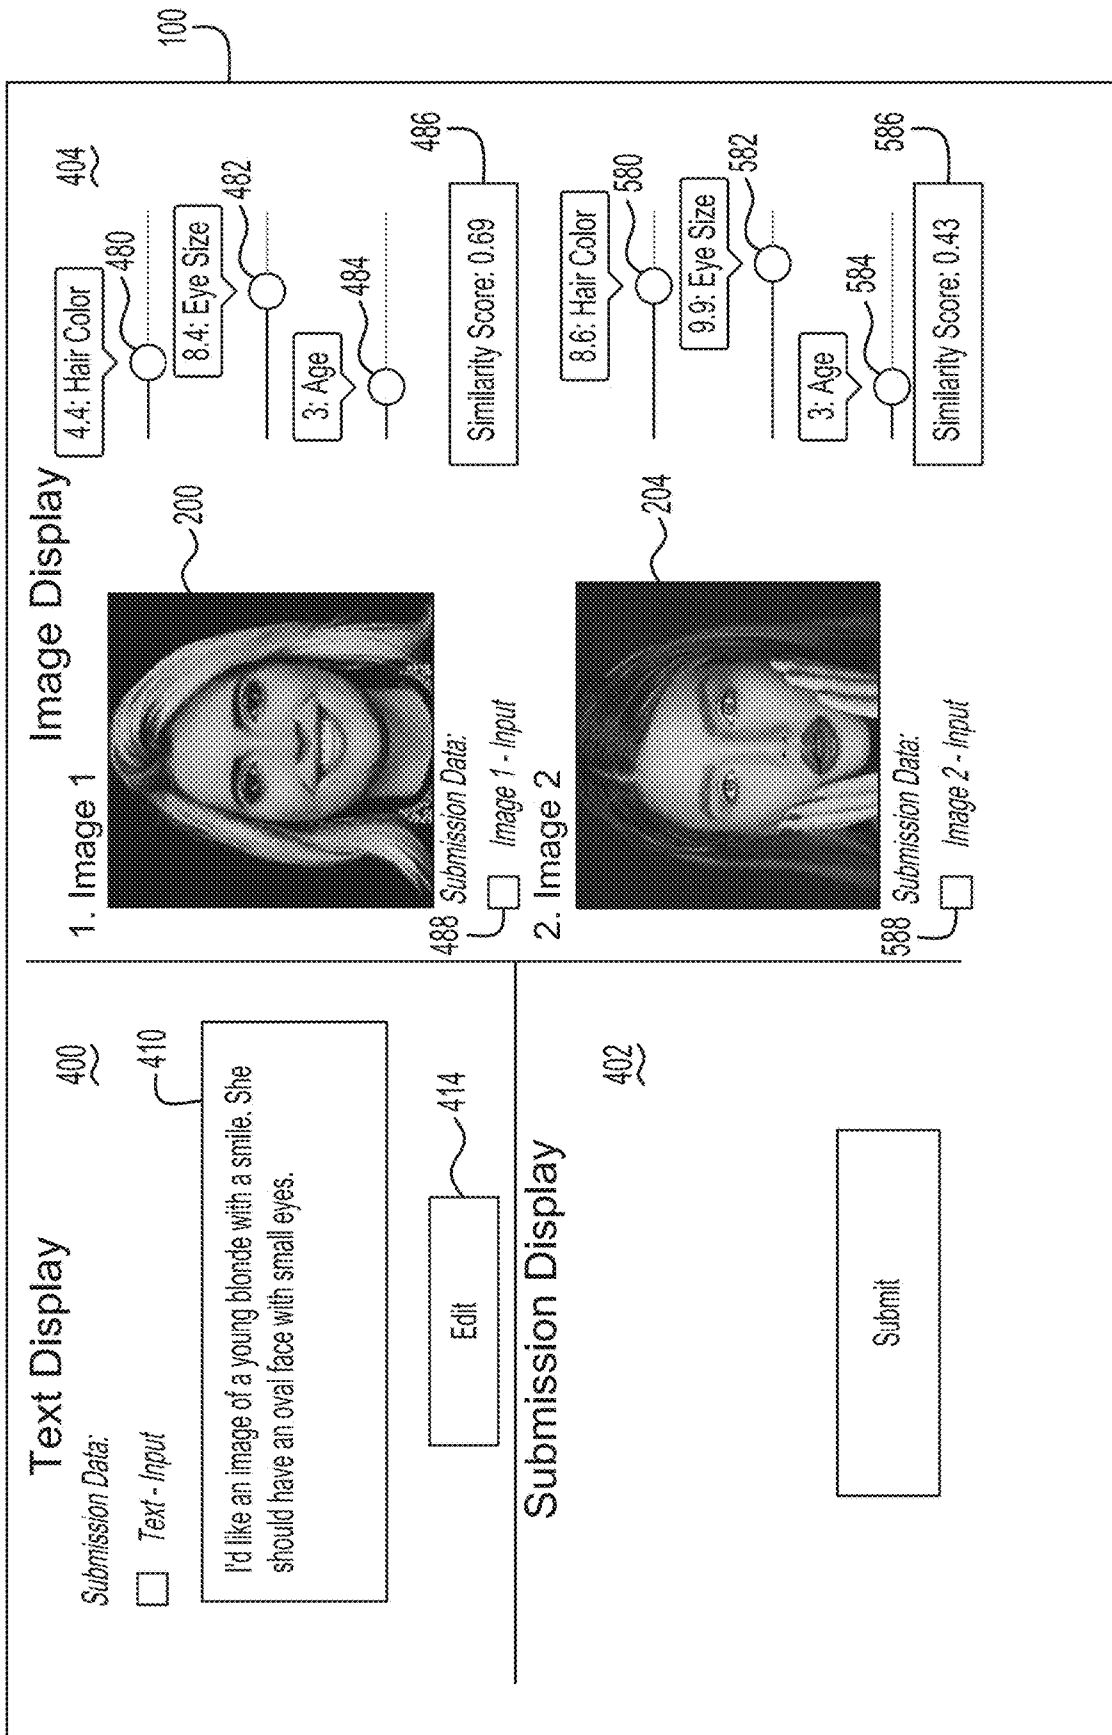 100
Text Display
400
Submission Data:
Text - Input
410
I'd like an image of a young blonde with a smile. She
should have an oval face with small eyes.
Edit
414
Submission Display
402
Submit
Image Display
404
1. Image 1
200
4.4: Hair Color
480
8.4: Eye Size
482
3: Age
484
488
Submission Data:
Image 1 - Input
Similarity Score: 0.69
486
2. Image 2
204
8.6: Hair Color
580
9.9: Eye Size
582
3: Age
584
588
Submission Data:
Image 2 - Input
Similarity Score: 0.43
586